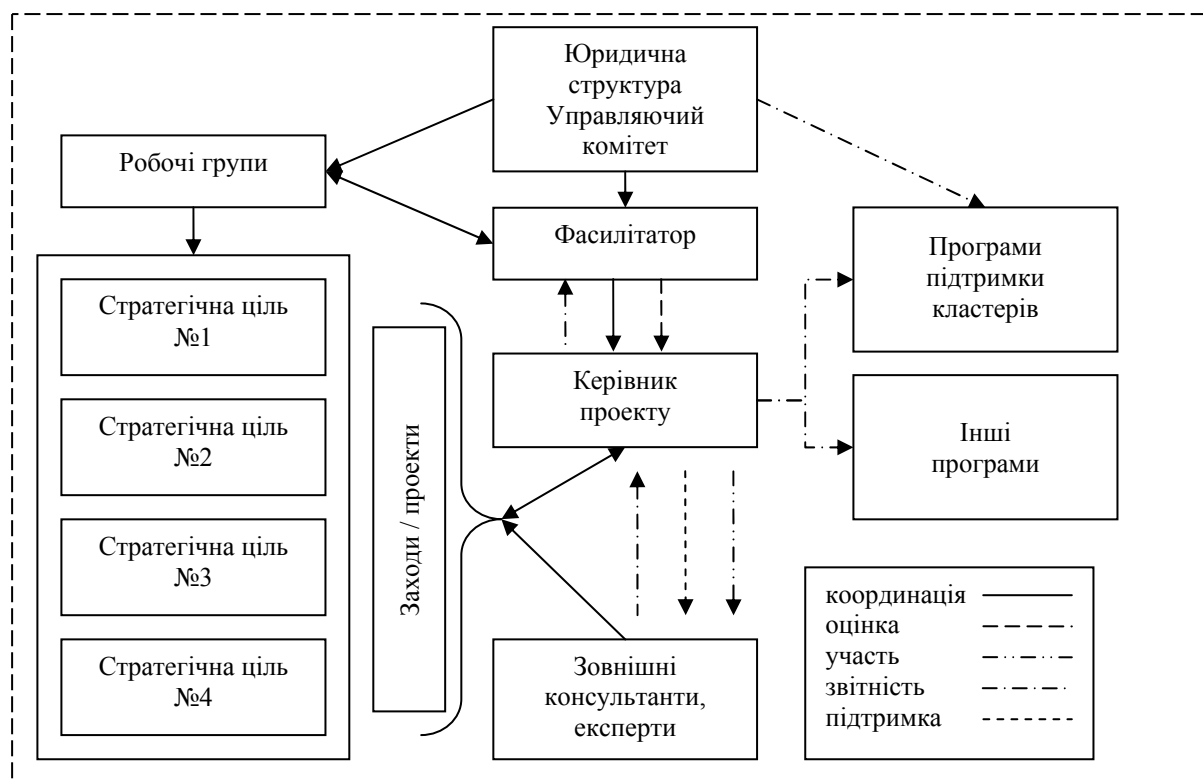 Юридична
структура
Управляючий
комітет
Робочі групи
Фасилітатор
Програми
підтримки
кластерів
Стратегічна ціль
№1
Стратегічна ціль
№2
Стратегічна ціль
№3
Стратегічна ціль
№4
Заходи / проекти
Керівник
проекту
Інші
програми
Зовнішні
консультанти,
експерти
координація
оцінка
участь
звітність
підтримка